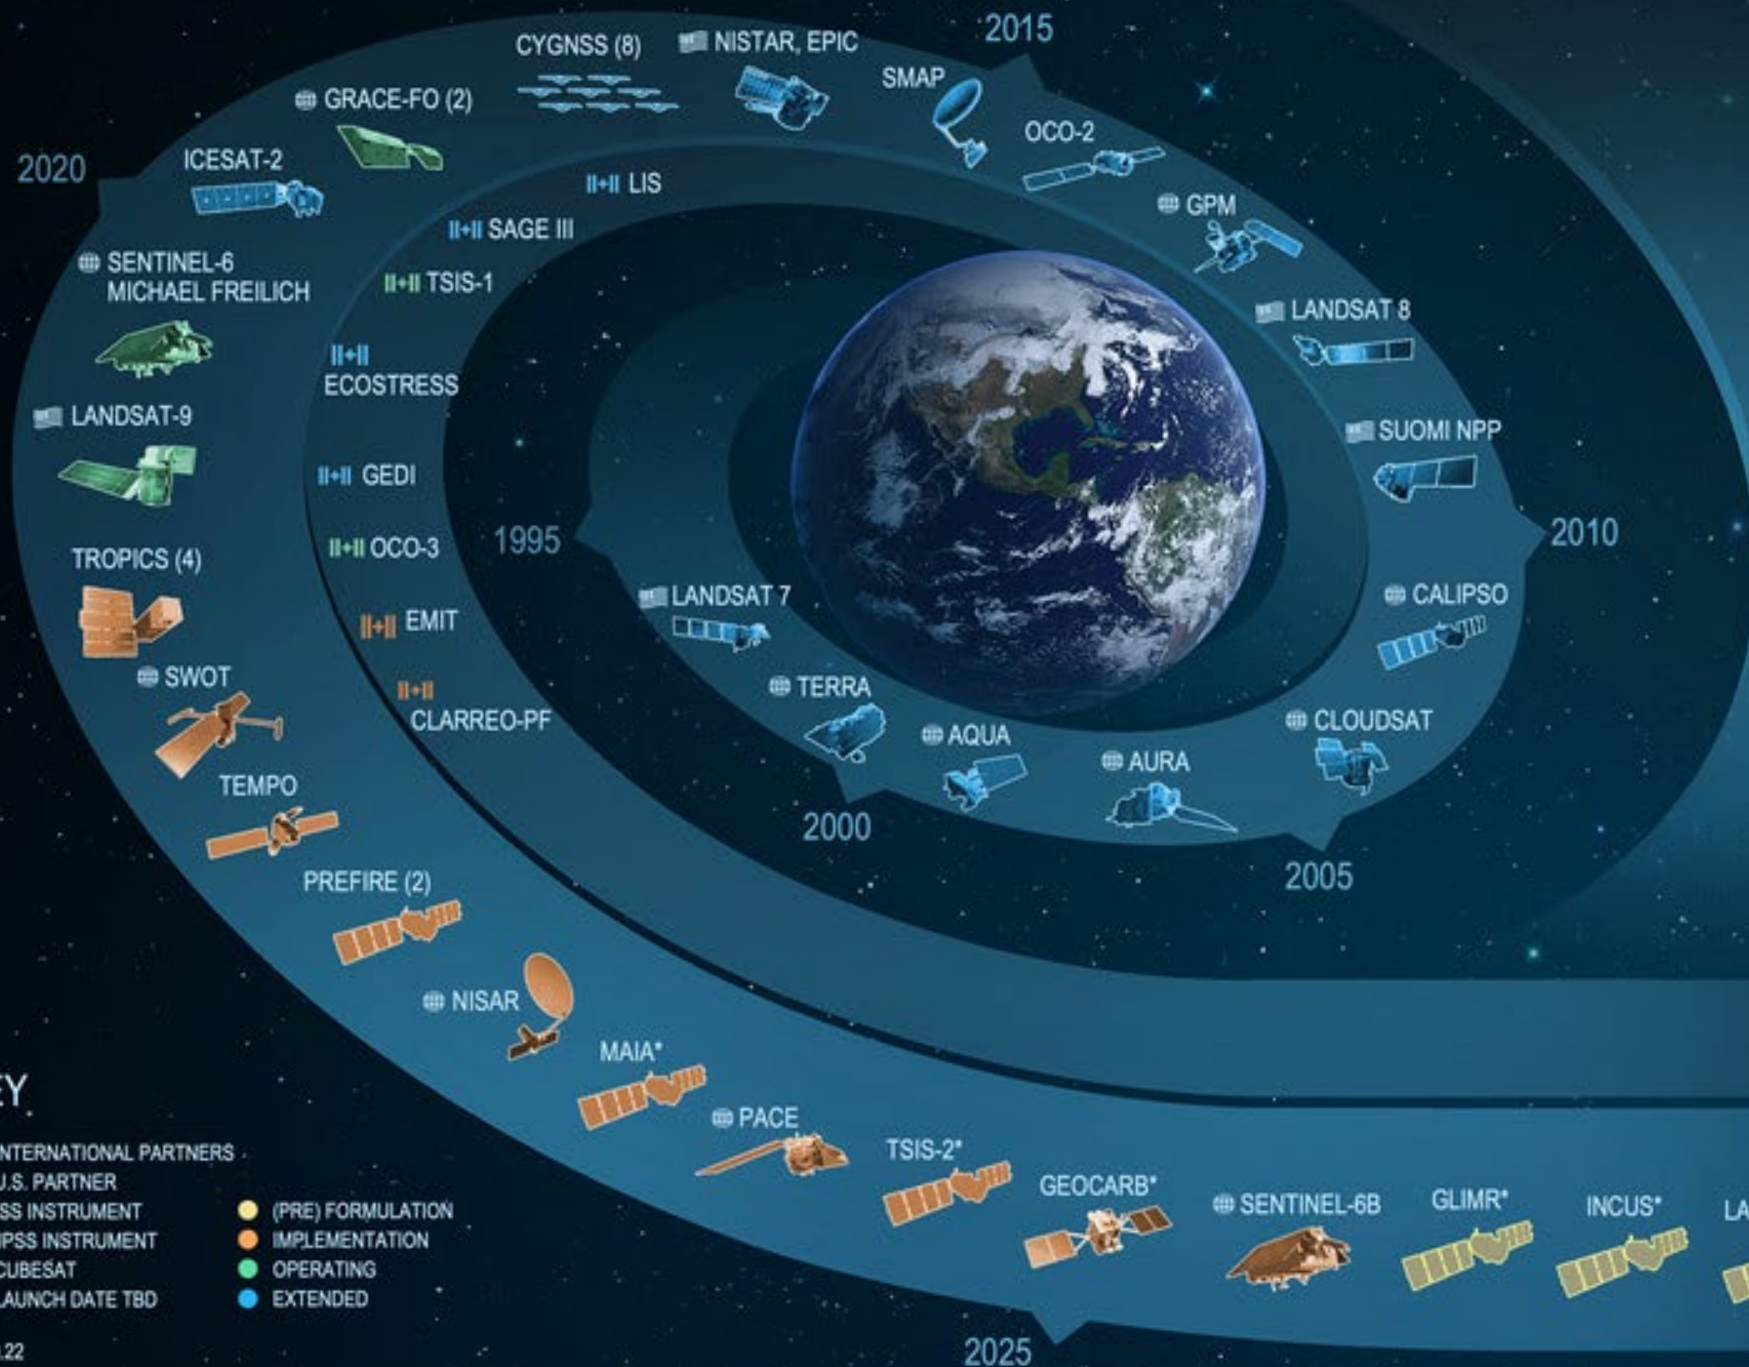 2015
CYGNSS (8)
NISTAR, EPIC
SMAP
GRACE-FO (2)
OCO-2
2020
ICESAT-2
LIS
GPM
SAGE III
SENTINEL-6
MICHAEL FREILICH
TSIS-1
LANDSAT 8
ECOSTRESS
LANDSAT-9
SUOMI NPP
GEDI
1995
2010
OCO-3
TROPICS (4)
LANDSAT 7
CALIPSO
EMIT
SWOT
TERRA
CLARREO-PF
AQUA
CLOUDSAT
AURA
TEMPO
2000
2005
PREFIRE (2)
NISAR
MAIA*
EY
PACE
TSIS-2*
GEOCARB*
SENTINEL-6B
GLIMR*
INCUS*
LA
NTERNATIONAL PARTNERS
U.S. PARTNER
SS INSTRUMENT
(PRE) FORMULATION
PSS INSTRUMENT
IMPLEMENTATION
CUBESAT
OPERATING
LAUNCH DATE TBD
EXTENDED
.22
2025